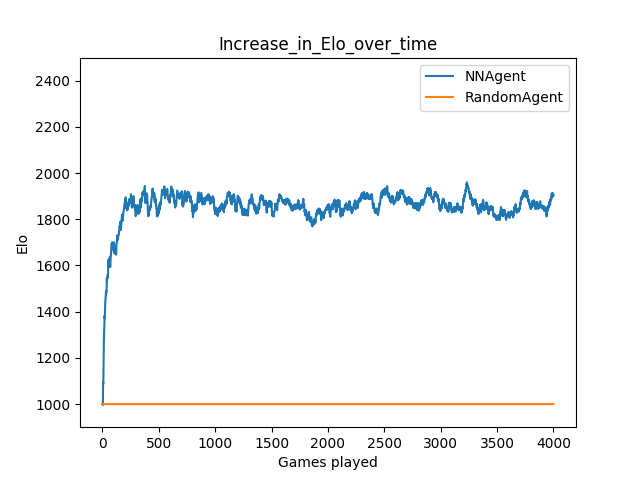 Increase_in_Elo_over_time
NNAgent
RandomAgent
2400
2200
2000
1800
1600
1400
1200
1000
Elo
0 500 1000 1500 2000 2500 3000 3500 4000
Games played